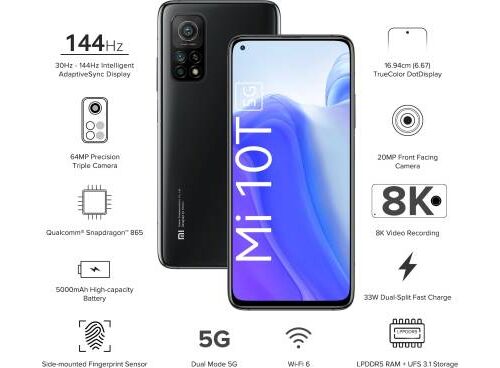 144Hz
30Hz - 144Hz Intelligent
AdaptiveSync Display
16.94cm (6.67)
TrueColor DotDisplay
Mi 10T 5G
64MP Precision
Triple Camera
20MP Front Facing
Camera
8K
Qualcomm® Snapdragon™ 865
8K Video Recording
mi
5000mAh High-capacity
Battery
33W Dual-Split Fast Charge
5G
LPDDR5
Side-mounted Fingerprint Sensor
Dual Mode 5G
Wi-Fi 6
LPDDR5 RAM + UFS 3.1 Storage